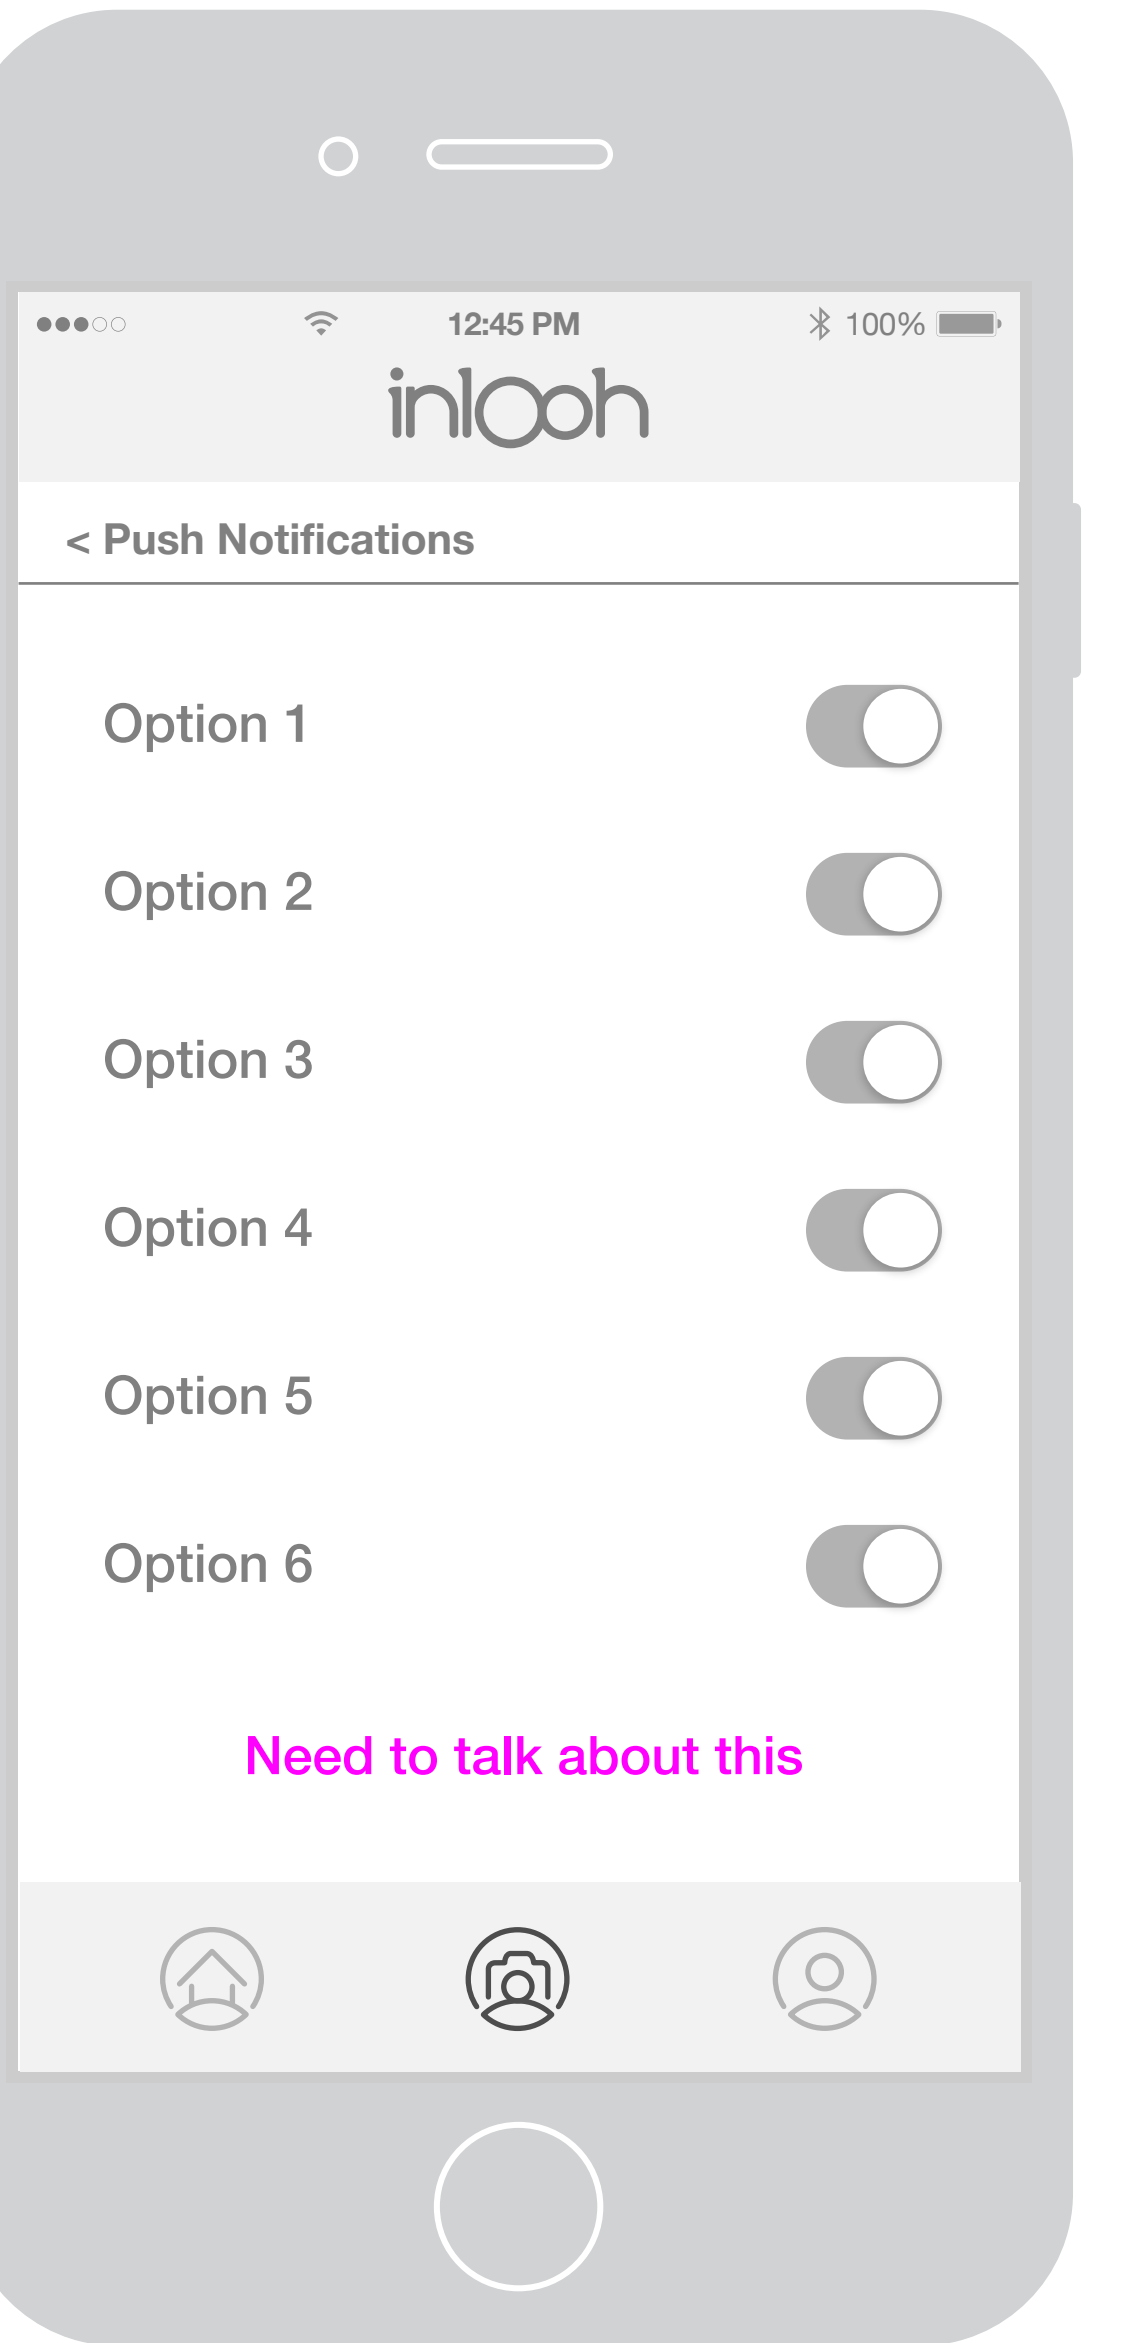 12:45 PM 100%
inlooh
< Push Notifications
Option 1
Option 2
Option 3
Option 4
Option 5
Option 6
Need to talk about this